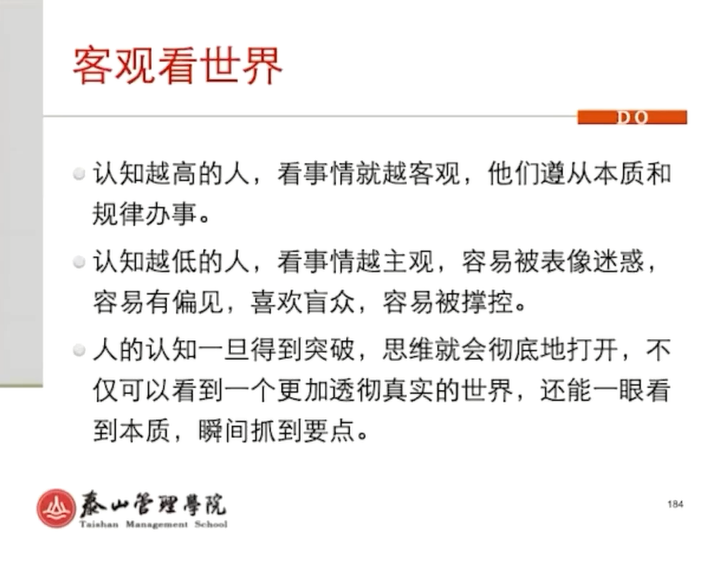 客观看世界
DO
认知越高的人，看事情就越客观，他们遵从本质和
规律办事。
认知越低的人，看事情越主观，容易被表像迷惑，
容易有偏见，喜欢盲众，容易被撑控。
人的认知一旦得到突破，思维就会彻底地打开，不
仅可以看到一个更加透彻真实的世界，还能一眼看
到本质，瞬间抓到要点。
泰山管理學院
Taishan Management School
184